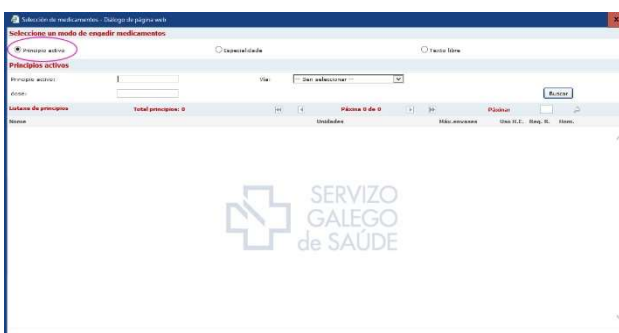 Selección de medicamentos - Diálogo de página web
Seleccione un modo de engadir medicamentos
Principio activo Especialidade Texto libre
Principios activos
Principio activo: Vía: -- Sen seleccionar --
dose:
Buscar
Listaxe de principios Total principios: 0 Páxina 0 de 0 Páxina:
Nome Unidades Máx.envases Uso H.E. Req. R. Hom.
SERVIZO
GALEGO
de SAÚDE